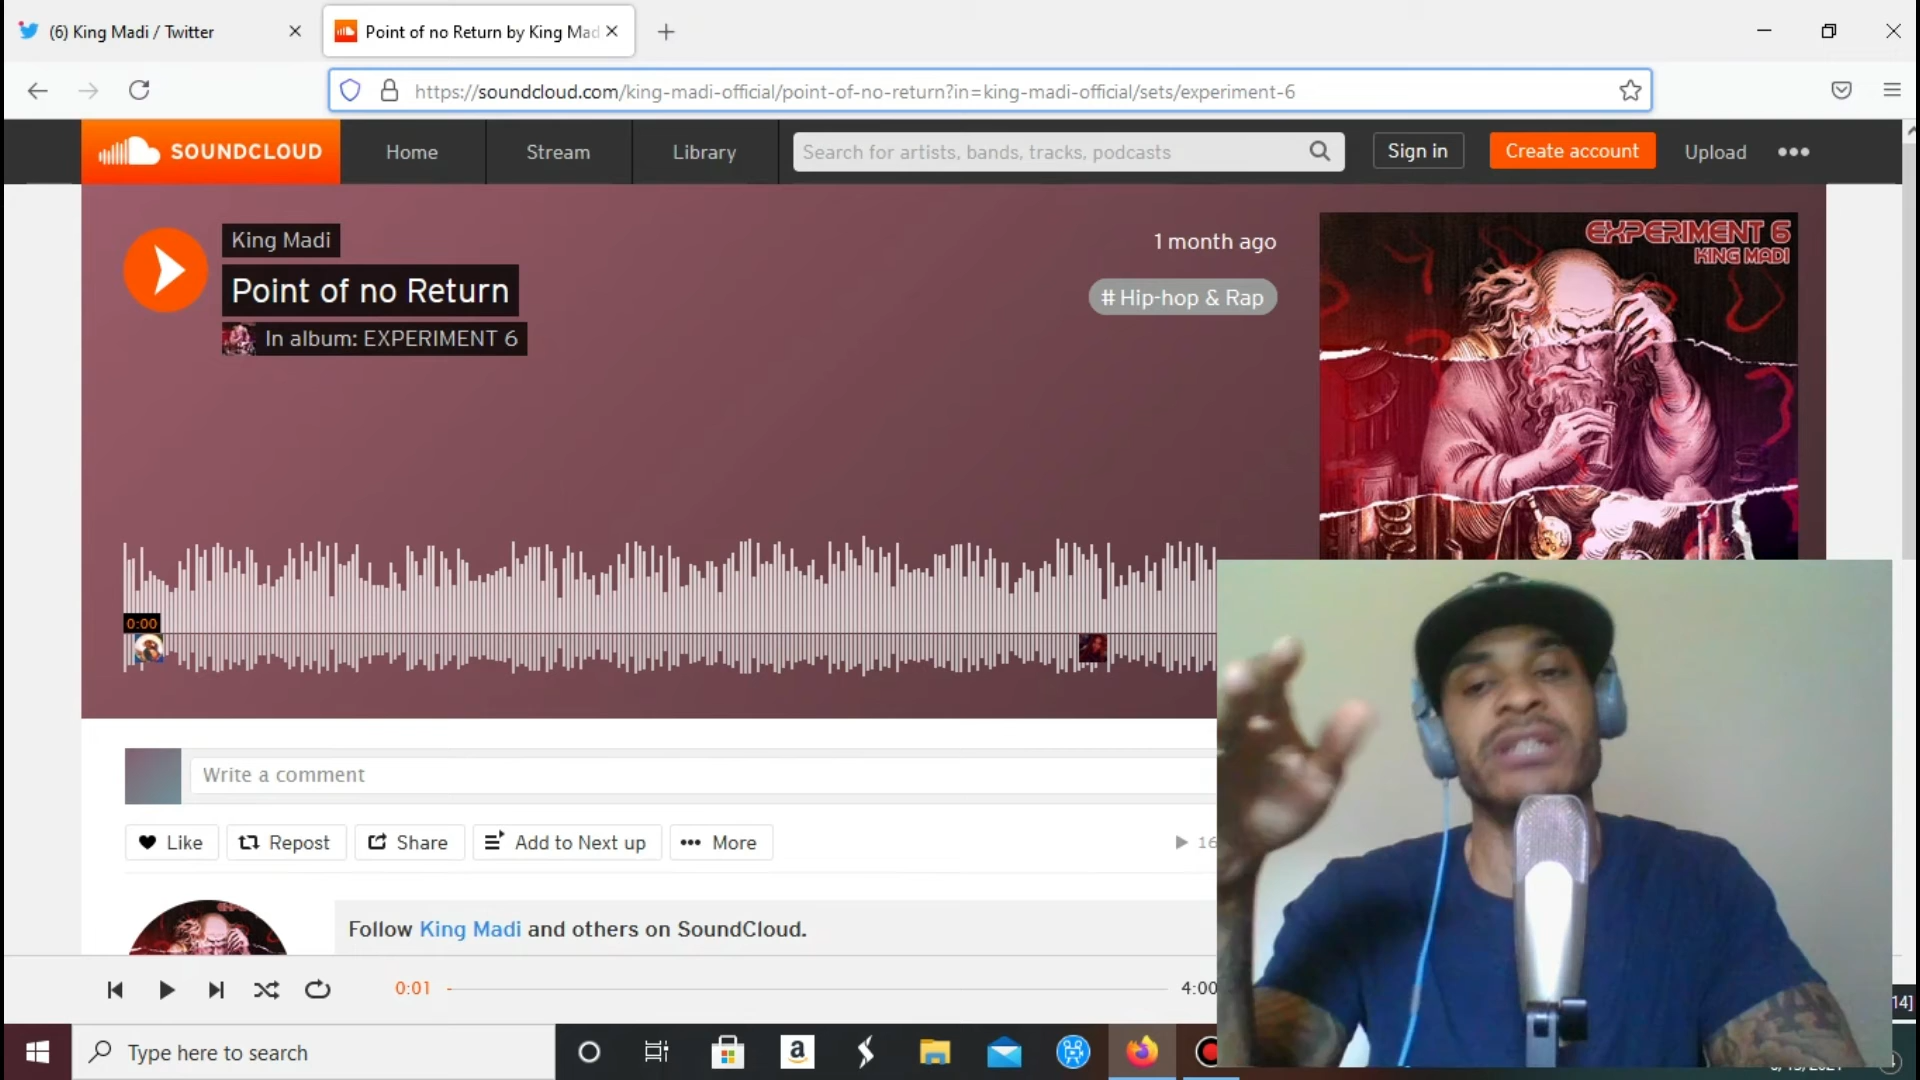 (6) King Madi / Twitter
Point of no Return by King Mad
https://soundcloud.com/king-madi-official/point-of-no-return?in=king-madi-official/sets/experiment-6
SOUNDCLOUD
Home
Stream
Library
Search for artists, bands, tracks, podcasts
Sign in
Create account
Upload
King Madi
Point of no Return
In album: EXPERIMENT 6
1 month ago
# Hip-hop & Rap
EXPERIMENT 6
KING MADI
0:00
Write a comment
Like
Repost
Share
Add to Next up
More
16
Follow King Madi and others on SoundCloud.
0:01
4:00
14]
Type here to search
a